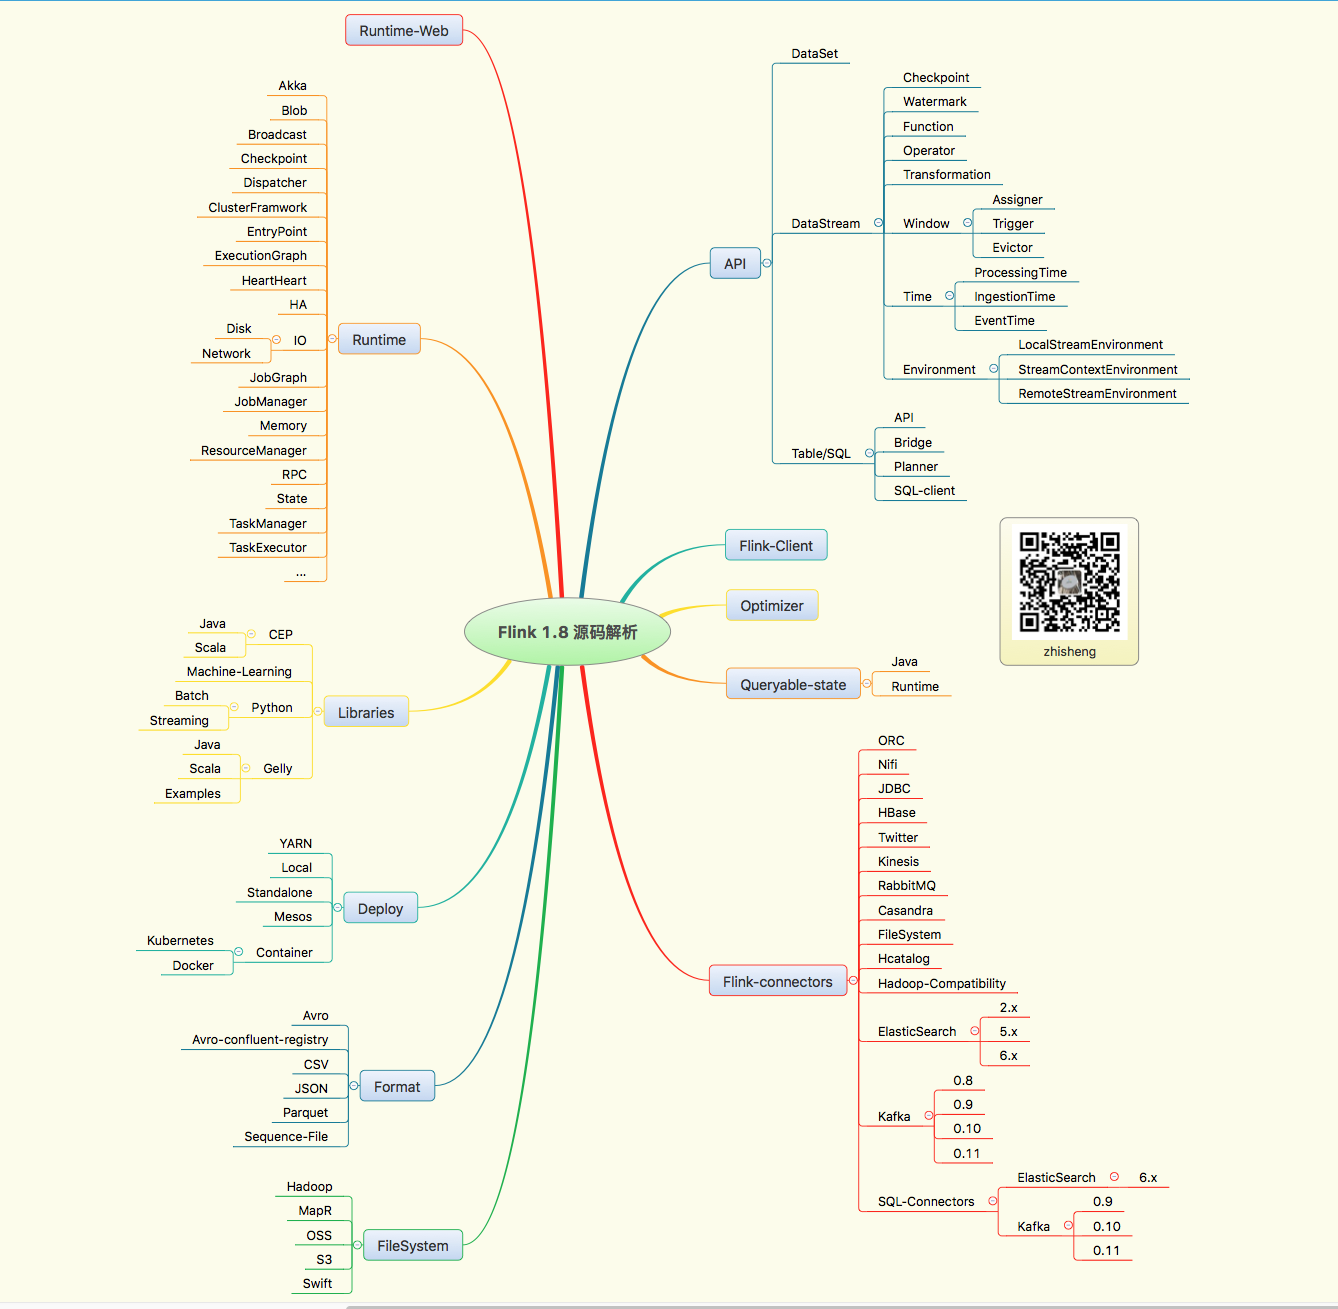 Flink 1.8 源码解析
Runtime-Web
Runtime
Akka
Blob
Broadcast
Checkpoint
Dispatcher
ClusterFramwork
EntryPoint
ExecutionGraph
HeartHeart
HA
IO
Disk
Network
JobGraph
JobManager
Memory
ResourceManager
RPC
State
TaskManager
TaskExecutor
...
Libraries
CEP
Java
Scala
Machine-Learning
Python
Batch
Streaming
Gelly
Java
Scala
Examples
Deploy
YARN
Local
Standalone
Mesos
Container
Kubernetes
Docker
Format
Avro
Avro-confluent-registry
CSV
JSON
Parquet
Sequence-File
FileSystem
Hadoop
MapR
OSS
S3
Swift
API
DataSet
DataStream
Checkpoint
Watermark
Function
Operator
Transformation
Window
Assigner
Trigger
Evictor
Time
ProcessingTime
IngestionTime
EventTime
Environment
LocalStreamEnvironment
StreamContextEnvironment
RemoteStreamEnvironment
Table/SQL
API
Bridge
Planner
SQL-client
Flink-Client
Optimizer
Queryable-state
Java
Runtime
zhisheng
Flink-connectors
ORC
Nifi
JDBC
HBase
Twitter
Kinesis
RabbitMQ
Casandra
FileSystem
Hcatalog
Hadoop-Compatibility
ElasticSearch
2.x
5.x
6.x
Kafka
0.8
0.9
0.10
0.11
SQL-Connectors
ElasticSearch
6.x
Kafka
0.9
0.10
0.11